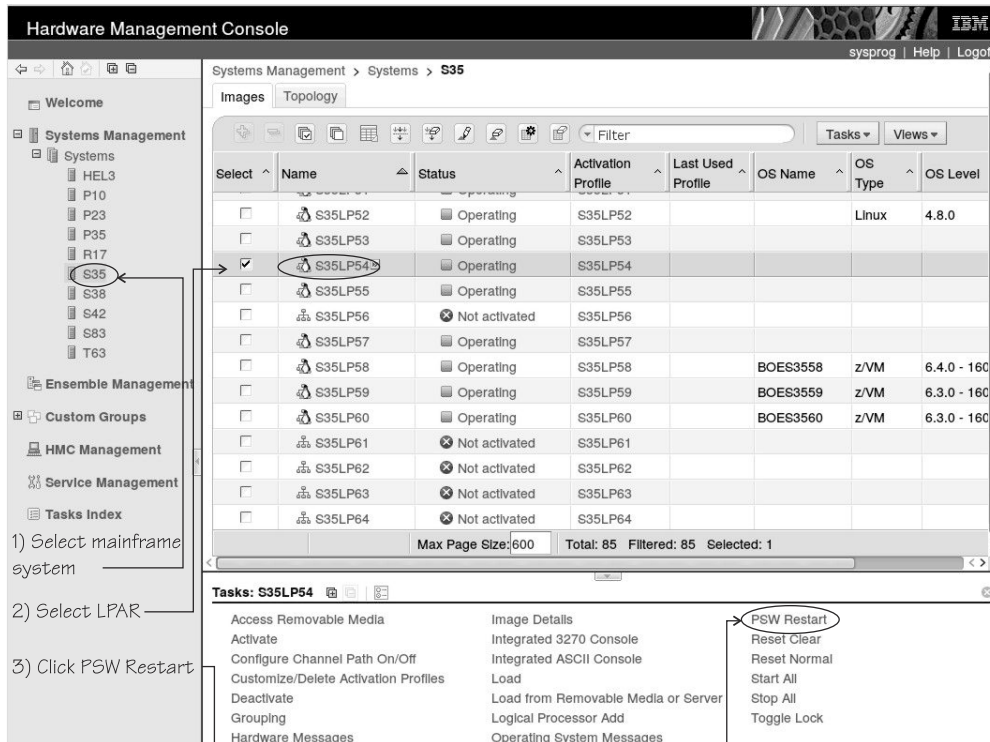 Hardware Management Console
IBM
sysprog | Help | Logof
Systems Management > Systems > S35
Welcome
Systems Management
Systems
HEL3
P10
P23
P35
R17
S35
S38
S42
S83
T63
Ensemble Management
Custom Groups
HMC Management
Service Management
Tasks Index
1) Select mainframe
system
2) Select LPAR
3) Click PSW Restart
Images Topology
Filter Tasks Views
Select Name Status Activation Profile Last Used Profile OS Name OS Type OS Level
S35LP52 Operating S35LP52 Linux 4.8.0
S35LP53 Operating S35LP53
S35LP54 Operating S35LP54
S35LP55 Operating S35LP55
S35LP56 Not activated S35LP56
S35LP57 Operating S35LP57
S35LP58 Operating S35LP58 BOES3558 z/VM 6.4.0 - 160
S35LP59 Operating S35LP59 BOES3559 z/VM 6.3.0 - 160
S35LP60 Operating S35LP60 BOES3560 z/VM 6.3.0 - 160
S35LP61 Not activated S35LP61
S35LP62 Not activated S35LP62
S35LP63 Not activated S35LP63
S35LP64 Not activated S35LP64
Max Page Size: 600 Total: 85 Filtered: 85 Selected: 1
Tasks: S35LP54
Access Removable Media
Activate
Configure Channel Path On/Off
Customize/Delete Activation Profiles
Deactivate
Grouping
Hardware Messages
Image Details
Integrated 3270 Console
Integrated ASCII Console
Load
Load from Removable Media or Server
Logical Processor Add
Operating System Messages
PSW Restart
Reset Clear
Reset Normal
Start All
Stop All
Toggle Lock